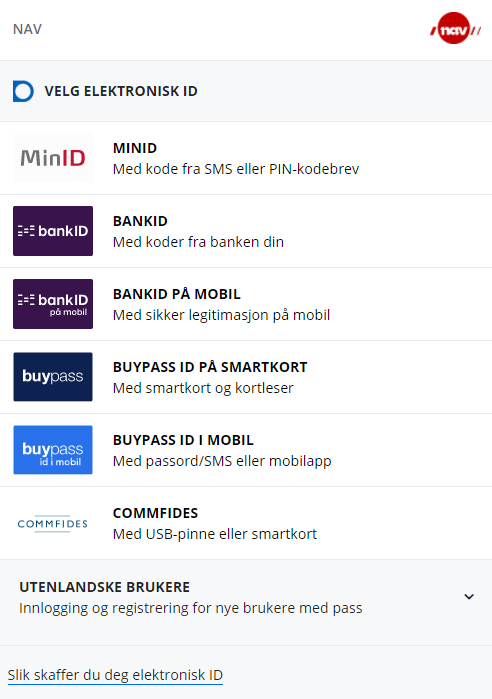 NAV
nav
VELG ELEKTRONISK ID
MinID
MINID
Med kode fra SMS eller PIN-kodebrev
bankID
BANKID
Med koder fra banken din
bankID
på mobil
BANKID PÅ MOBIL
Med sikker legitimasjon på mobil
buypass
BUYPASS ID PÅ SMARTKORT
Med smartkort og kortleser
buypass
id i mobil
BUYPASS ID I MOBIL
Med passord/SMS eller mobilapp
COMMFIDES
COMMFIDES
Med USB-pinne eller smartkort
UTENLANDSKE BRUKERE
Innlogging og registrering for nye brukere med pass
Slik skaffer du deg elektronisk ID